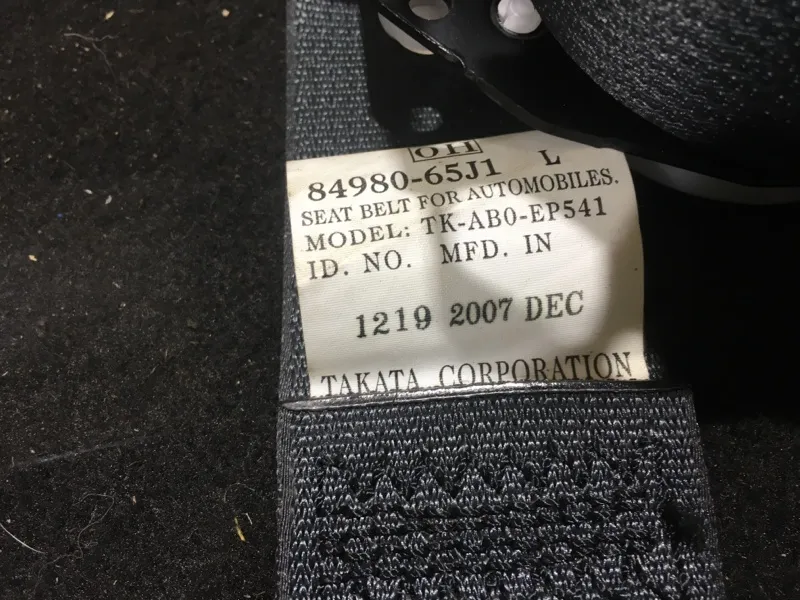 OH
84980-65J1 L
SEAT BELT FOR AUTOMOBILES.
MODEL: TK-AB0-EP541
ID. NO. MFD. IN
1219 2007 DEC
TAKATA CORPORATION